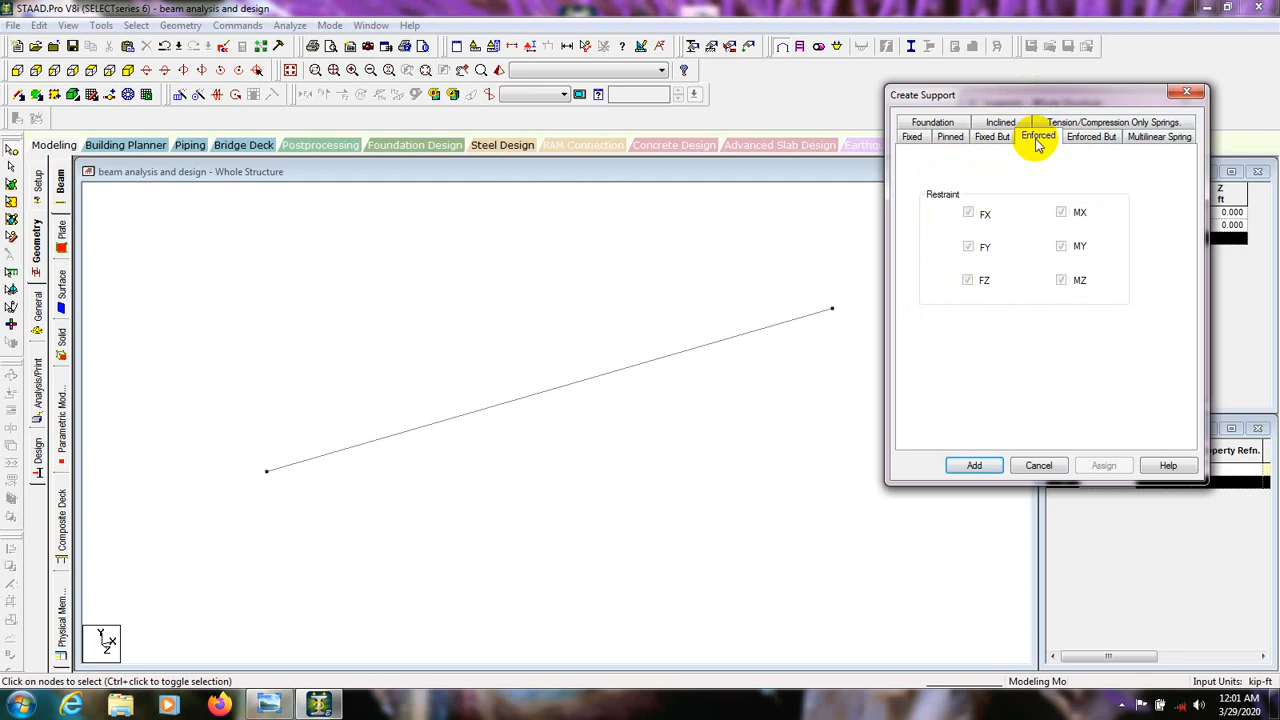 STAAD.Pro V8i (SELECTseries 6) - beam analysis and design
File Edit View Tools Select Geometry Commands Analyze Mode Window Help
Modeling Building Planner Piping Bridge Deck Postprocessing Foundation Design Steel Design RAM Connection Concrete Design Advanced Slab Design Earthq
beam analysis and design - Whole Structure
Setup
Geometry
General
Analysis/Print
Design
Beam
Plate
Surface
Solid
Parametric Mod...
Composite Deck
Physical Mem...
Create Support
Foundation Inclined Tension/Compression Only Springs.
Fixed Pinned Fixed But Enforced Enforced But Multilinear Spring
Restraint
FX MX
FY MY
FZ MZ
Add Cancel Assign Help
Z
ft
0.000
0.000
perty Refn.
Y
X
Z
Click on nodes to select (Ctrl+click to toggle selection)
Modeling Mo
Input Units: kip-ft
12:01 AM
3/29/2020